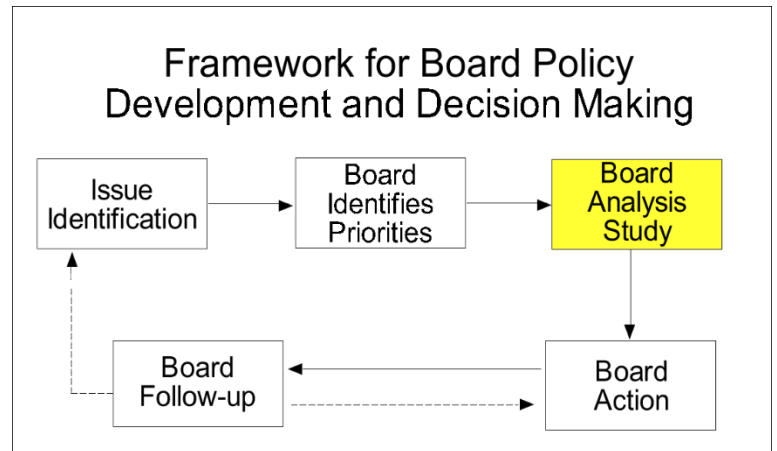 Framework for Board Policy
Development and Decision Making
Issue
Identification
Board
Identifies
Priorities
Board
Analysis
Study
Board
Follow-up
Board
Action